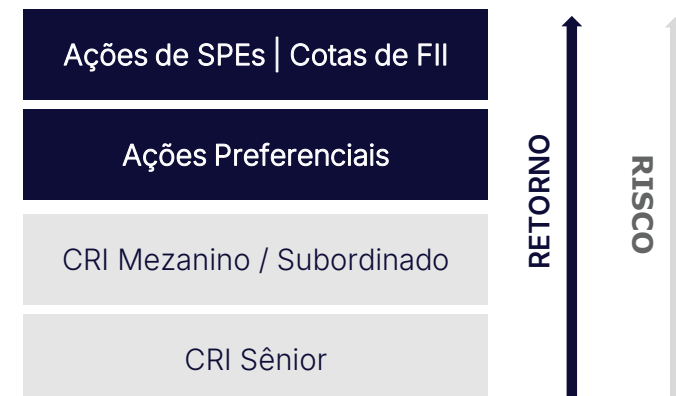 Ações de SPEs | Cotas de FII
Ações Preferenciais
CRI Mezanino / Subordinado
CRI Sênior
RETORNO
RISCO